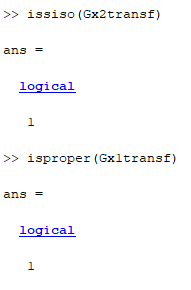 >> issiso(Gx2transf)
ans =
logical
1
>> isproper(Gx1transf)
ans =
logical
1